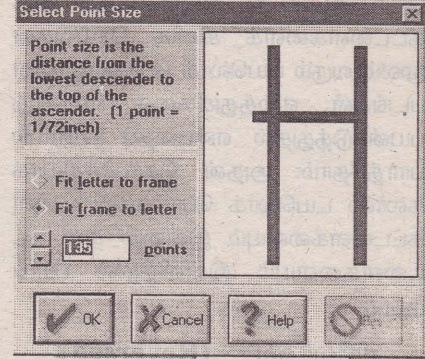 Select Point Size
Point size is the
distance from the
lowest descender to
the top of the
ascender. (1 point =
1/72inch)
Fit letter to frame
Fit frame to letter
135 points
OK
Cancel
Help